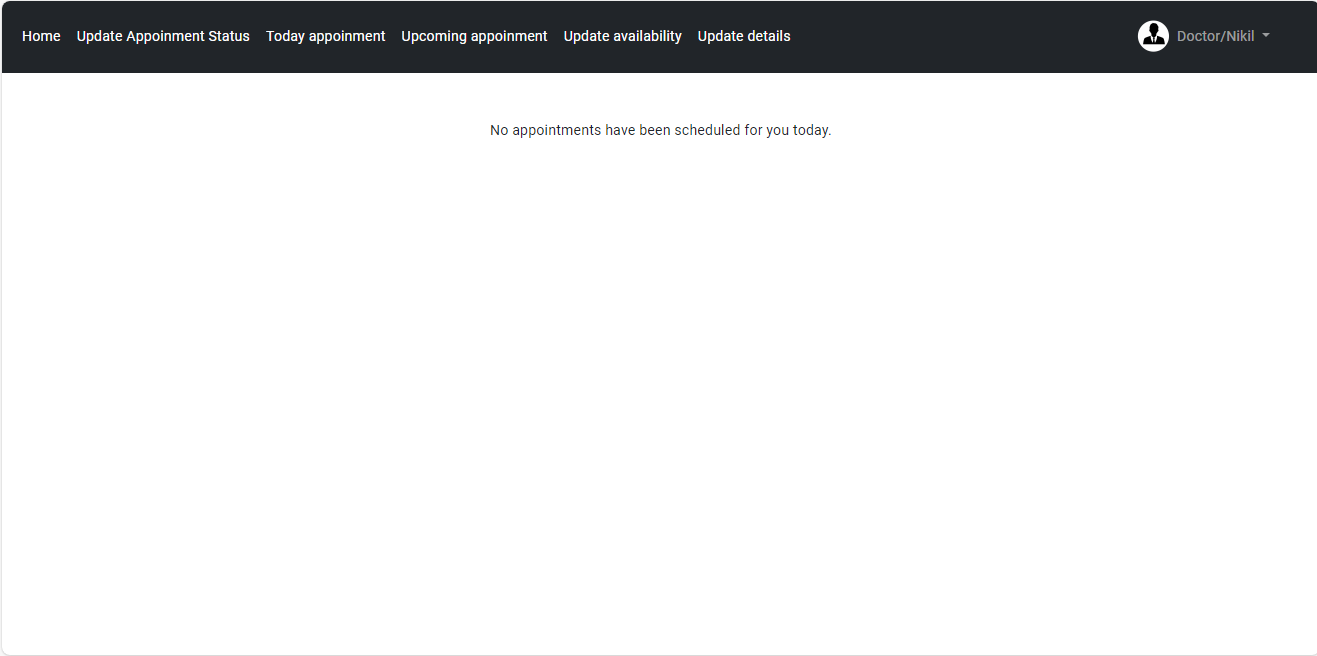 Home Update Appoinment Status Today appoinment Upcoming appoinment Update availability Update details Doctor/Nikil
No appointments have been scheduled for you today.